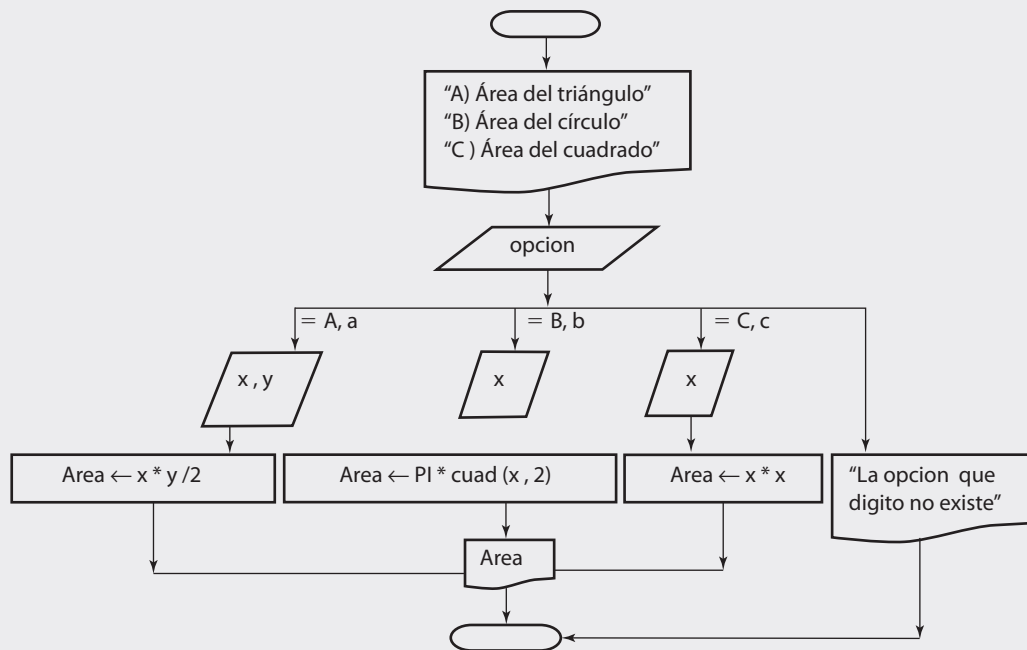 “A) Área del triángulo”
“B) Área del círculo”
“C ) Área del cuadrado”
opcion
= A, a
= B, b
= C, c
x , y
x
x
Area ← x * y /2
Area ← PI * cuad (x , 2)
Area ← x * x
“La opcion que
digito no existe”
Area